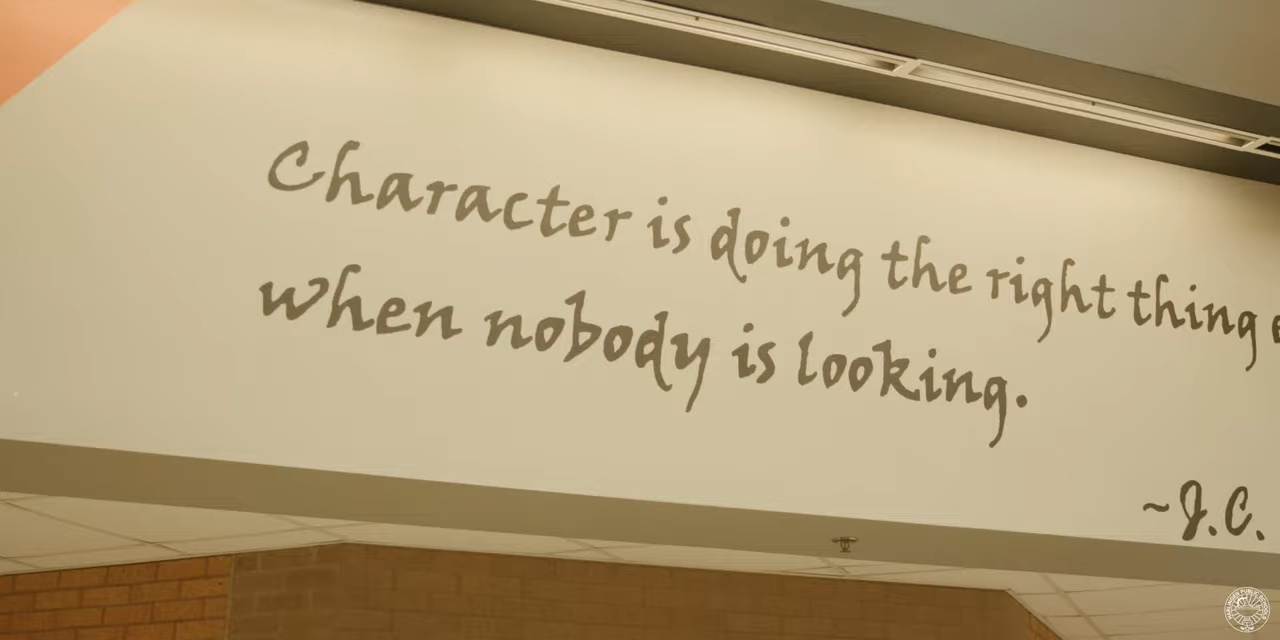 Character is doing the right thing
when nobody is looking.
~J.C.